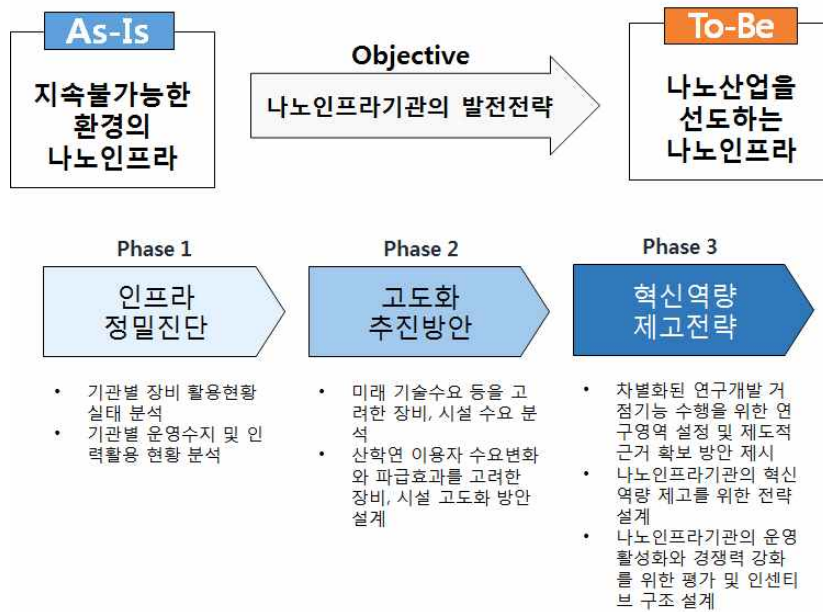 As-Is
지속불가능한
환경의
나노인프라
Objective
나노인프라기관의 발전전략
To-Be
나노산업을
선도하는
나노인프라
Phase 1
인프라
정밀진단
• 기관별 장비 활용현황
실태 분석
• 기관별 운영수지 및 인
력활용 현황 분석
Phase 2
고도화
추진방안
• 미래 기술수요 등을 고
려한 장비, 시설 수요 분
석
• 산학연 이용자 수요변화
와 파급효과를 고려한
장비, 시설 고도화 방안
설계
Phase 3
혁신역량
제고전략
• 차별화된 연구개발 거
점기능 수행을 위한 연
구영역 설정 및 제도적
근거 확보 방안 제시
• 나노인프라기관의 혁신
역량 제고를 위한 전략
설계
• 나노인프라기관의 운영
활성화와 경쟁력 강화
를 위한 평가 및 인센티
브 구조 설계